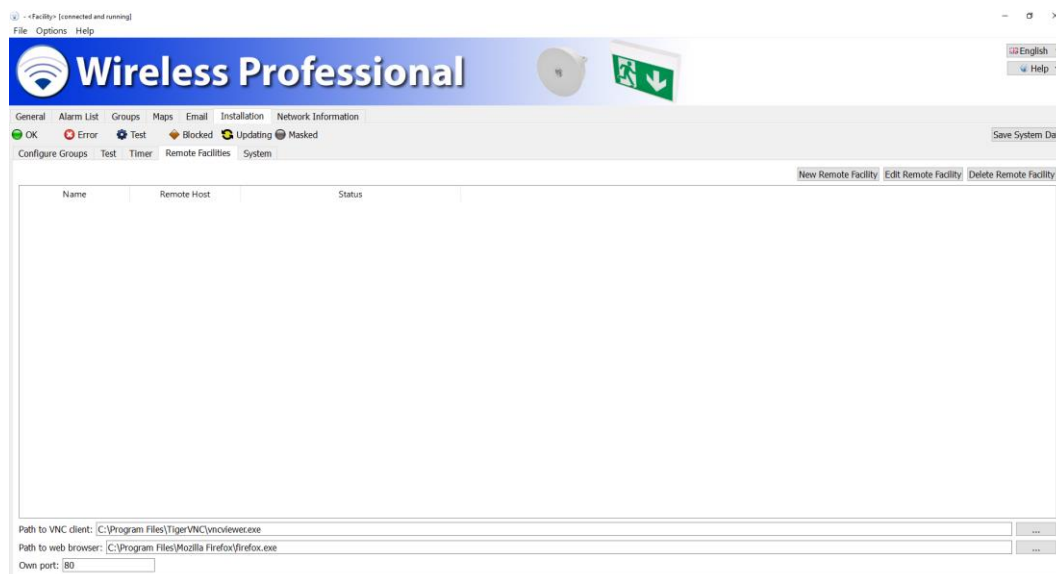 - <Facility> [connected and running]
File Options Help
Wireless Professional
English
Help
General Alarm List Groups Maps Email Installation Network Information
OK Error Test Blocked Updating Masked Save System Da
Configure Groups Test Timer Remote Facilities System
New Remote Facility Edit Remote Facility Delete Remote Facility
Name Remote Host Status
Path to VNC client: C:\Program Files\TigerVNC\vncviewer.exe ...
Path to web browser: C:\Program Files\Mozilla Firefox\firefox.exe ...
Own port: 80